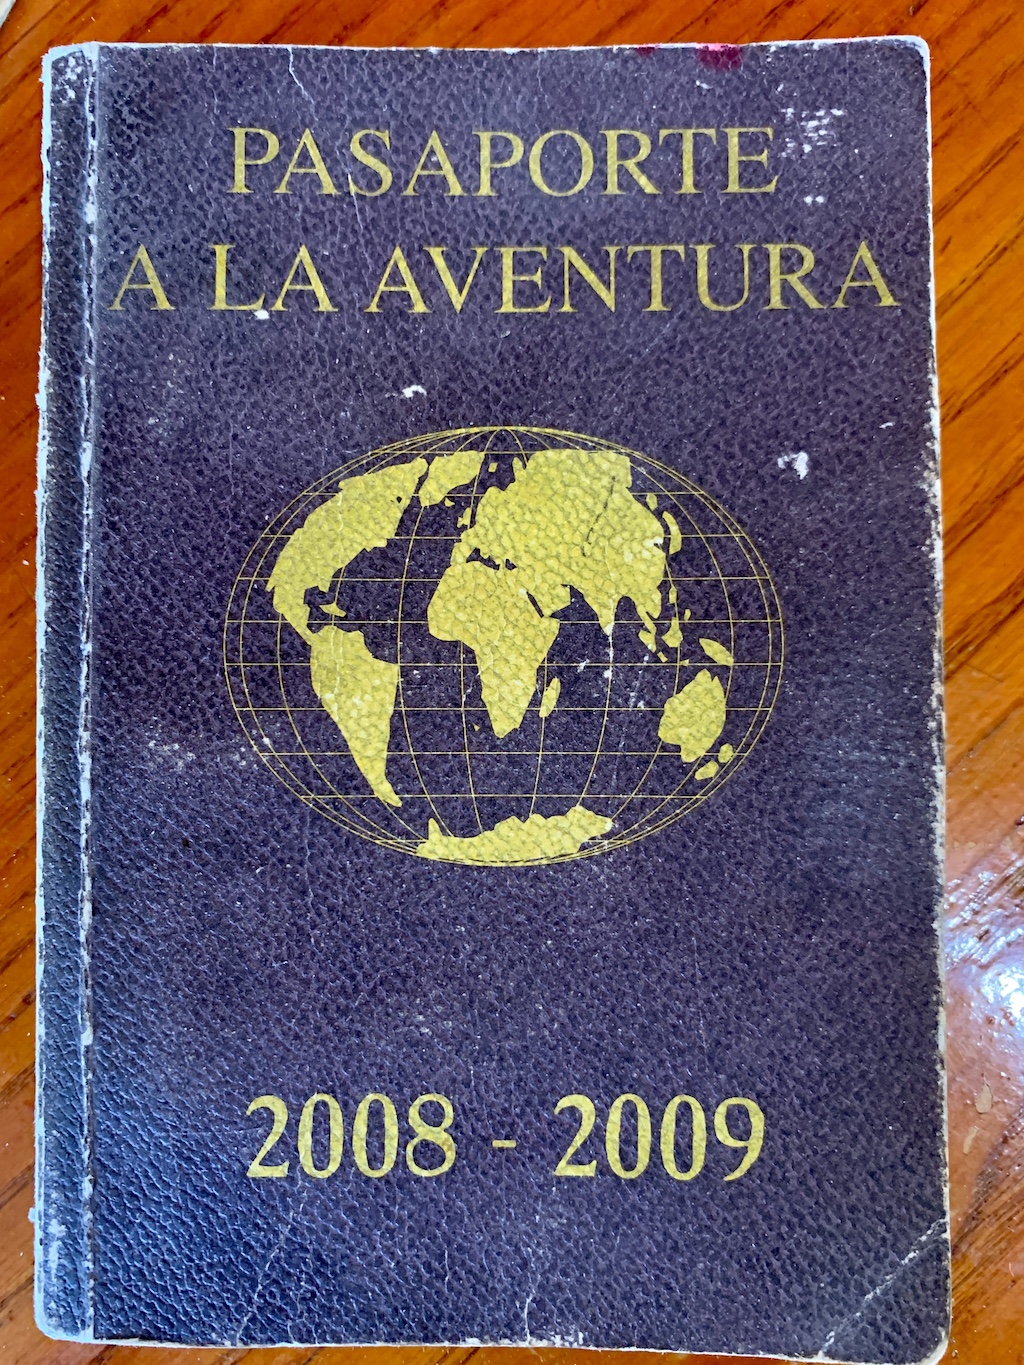 PASAPORTE
A LA AVENTURA
2008 - 2009